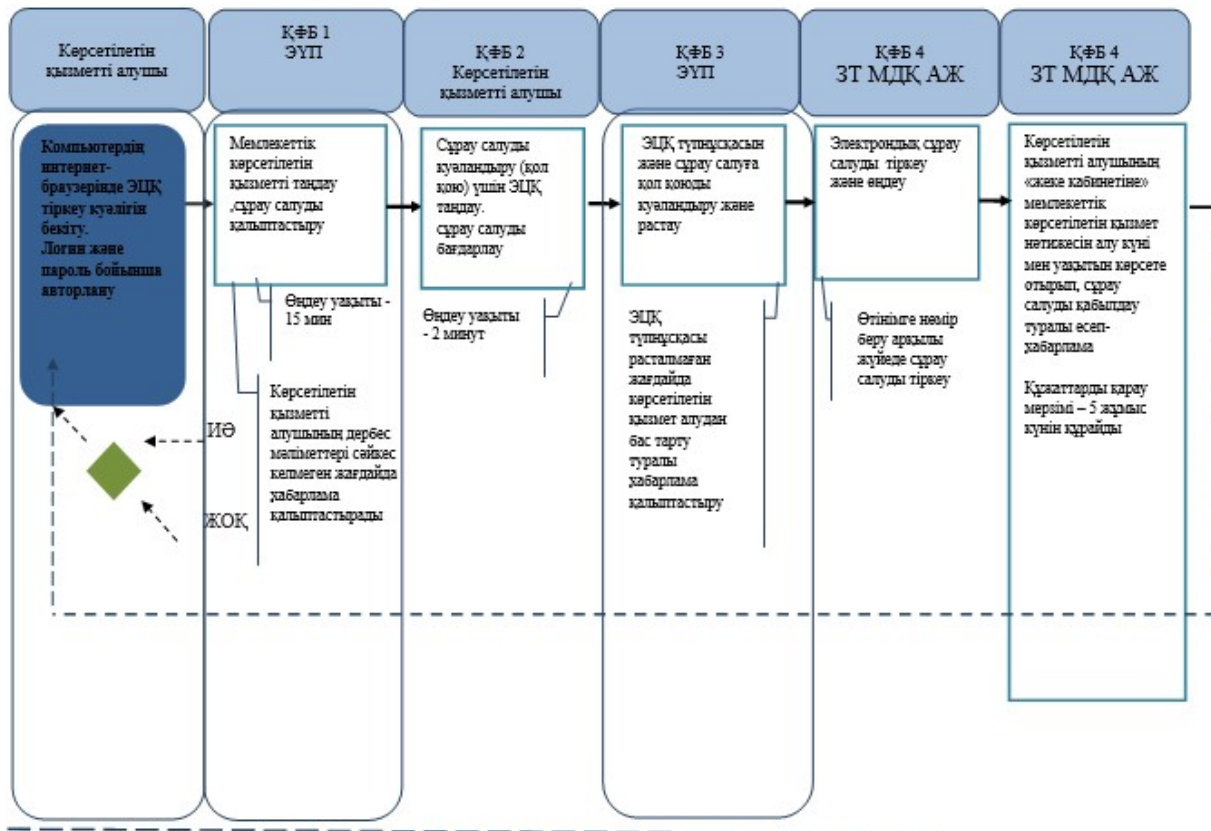 Көрсетілетін
қызметті алушы
ҚФБ 1
ЭҮП
ҚФБ 2
Көрсетілетін
қызметті алушы
ҚФБ 3
ЭҮП
ҚФБ 4
ЗТ МДҚ АЖ
ҚФБ 4
ЗТ МДҚ АЖ
Компьютердің
интернет-
браузерінде ЭЦҚ
тіркеу куәлігін
бекіту.
Логин және
пароль бойынша
авторлану
Мемлекеттік
көрсетілетін
қызметті таңдау
,сұрау салуды
қалыптастыру
Өңдеу уақыты -
15 мин
Көрсетілетін
қызметті
алушының дербес
мәліметтері сәйкес
келмеген жағдайда
хабарлама
қалыптастырады
ИӘ
ЖОҚ
Сұрау салуды
куәландыру (қол
қою) үшін ЭЦҚ
таңдау.
сұрау салуды
бағдарлау
Өңдеу уақыты
- 2 минут
ЭЦҚ түпнұсқасын
және сұрау салуға
қол қоюды
куәландыру және
растау
ЭЦҚ
түпнұсқасы
расталмаған
жағдайда
көрсетілетін
қызмет алудан
бас тарту
туралы
хабарлама
қалыптастыру
Электрондық сұрау
салуды тіркеу
және өңдеу
Өтінімге нөмір
беру арқылы
жүйеде сұрау
салуды тіркеу
Көрсетілетін
қызметті алушының
«жеке кабинетіне»
мемлекеттік
көрсетілетін қызмет
нәтижесін алу күні
мен уақытын көрсете
отырып, сұрау
салуды қабылдау
туралы есеп-
хабарлама
Құжаттарды қарау
мерзімі – 5 жұмыс
күнін құрайды